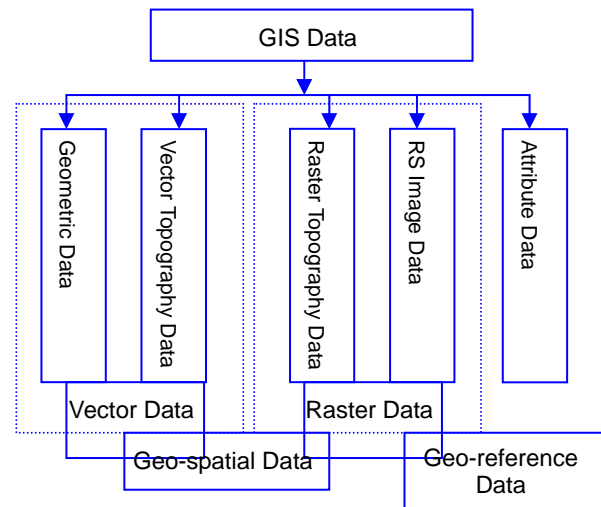 GIS Data
Geometric Data
Vector Topography Data
Raster Topography Data
RS Image Data
Attribute Data
Vector Data
Raster Data
Geo-spatial Data
Geo-reference
Data